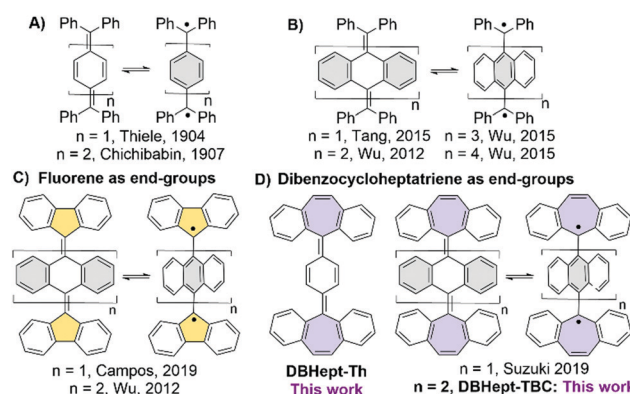 A)
Ph Ph
Ph Ph
n
n
Ph Ph
Ph Ph
n = 1, Thiele, 1904
n = 2, Chichibabin, 1907
B)
Ph Ph
Ph Ph
n
n
Ph Ph
Ph Ph
n = 1, Tang, 2015
n = 2, Wu, 2012
n = 3, Wu, 2015
n = 4, Wu, 2015
C) Fluorene as end-groups
n
n
n = 1, Campos, 2019
n = 2, Wu, 2012
D) Dibenzocycloheptatriene as end-groups
n
n
DBHept-Th
This work
n = 1, Suzuki 2019
n = 2, DBHept-TBC: This work